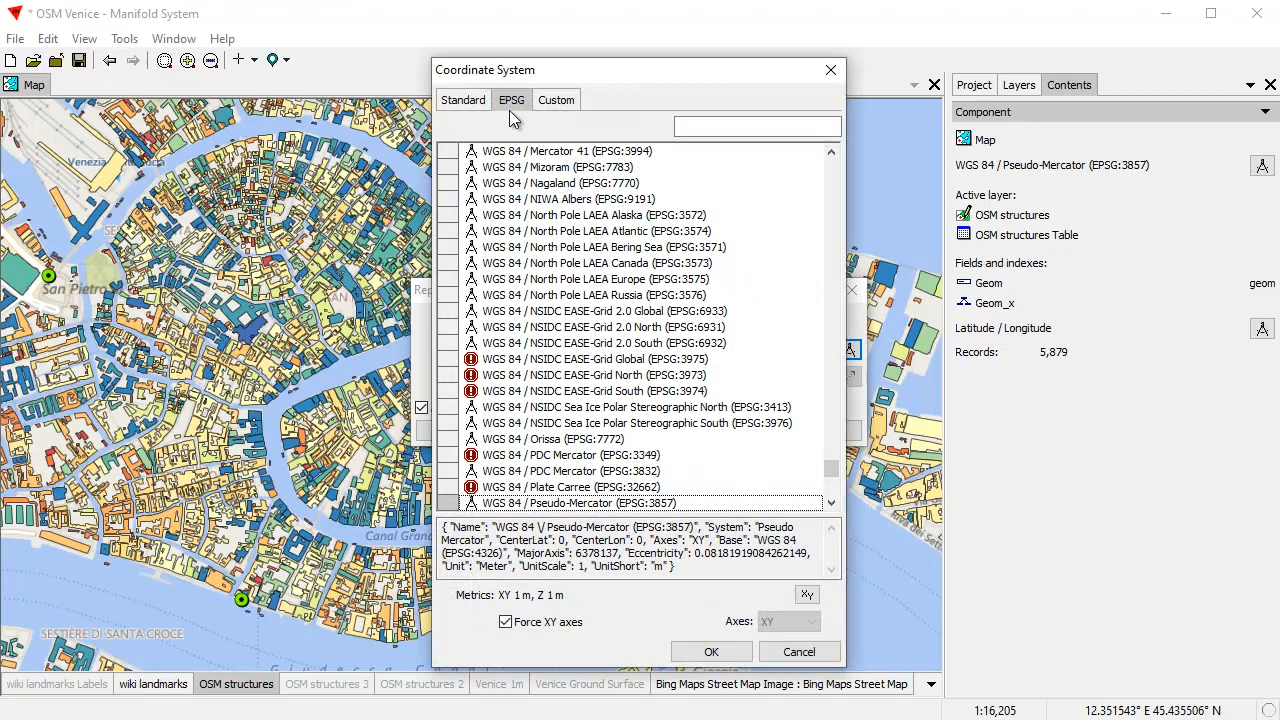 * OSM Venice - Manifold System
File Edit View Tools Window Help
Map
Coordinate System
Standard EPSG Custom
WGS 84 / Mercator 41 (EPSG:3994)
WGS 84 / Mizoram (EPSG:7783)
WGS 84 / Nagaland (EPSG:7770)
WGS 84 / NIWA Albers (EPSG:9191)
WGS 84 / North Pole LAEA Alaska (EPSG:3572)
WGS 84 / North Pole LAEA Atlantic (EPSG:3574)
WGS 84 / North Pole LAEA Bering Sea (EPSG:3571)
WGS 84 / North Pole LAEA Canada (EPSG:3573)
WGS 84 / North Pole LAEA Europe (EPSG:3575)
WGS 84 / North Pole LAEA Russia (EPSG:3576)
WGS 84 / NSIDC EASE-Grid 2.0 Global (EPSG:6933)
WGS 84 / NSIDC EASE-Grid 2.0 North (EPSG:6931)
WGS 84 / NSIDC EASE-Grid 2.0 South (EPSG:6932)
WGS 84 / NSIDC EASE-Grid Global (EPSG:3975)
WGS 84 / NSIDC EASE-Grid North (EPSG:3973)
WGS 84 / NSIDC EASE-Grid South (EPSG:3974)
WGS 84 / NSIDC Sea Ice Polar Stereographic North (EPSG:3413)
WGS 84 / NSIDC Sea Ice Polar Stereographic South (EPSG:3976)
WGS 84 / Orissa (EPSG:7772)
WGS 84 / PDC Mercator (EPSG:3349)
WGS 84 / PDC Mercator (EPSG:3832)
WGS 84 / Plate Carree (EPSG:32662)
WGS 84 / Pseudo-Mercator (EPSG:3857)
{ "Name": "WGS 84 \/ Pseudo-Mercator (EPSG:3857)", "System": "Pseudo
Mercator", "CenterLat": 0, "CenterLon": 0, "Axes": "XY", "Base": "WGS 84
(EPSG:4326)", "MajorAxis": 6378137, "Eccentricity": 0.08181919084262149,
"Unit": "Meter", "UnitScale": 1, "UnitShort": "m" }
Metrics: XY 1 m, Z 1 m
XY
Force XY axes
Axes: XY
OK Cancel
Project Layers Contents
Component
Map
WGS 84 / Pseudo-Mercator (EPSG:3857)
Active layer:
OSM structures
OSM structures Table
Fields and indexes:
Geom geom
Geom_x
Latitude / Longitude
Records: 5,879
Venezia
San Pietro
Canal Grand
SESTIERE DI SANTA CROCE
wiki landmarks Labels wiki landmarks OSM structures OSM structures 3 OSM structures 2 Venice 1m Venice Ground Surface Bing Maps Street Map Image : Bing Maps Street Map
1:16,205 12.351543° E 45.435506° N